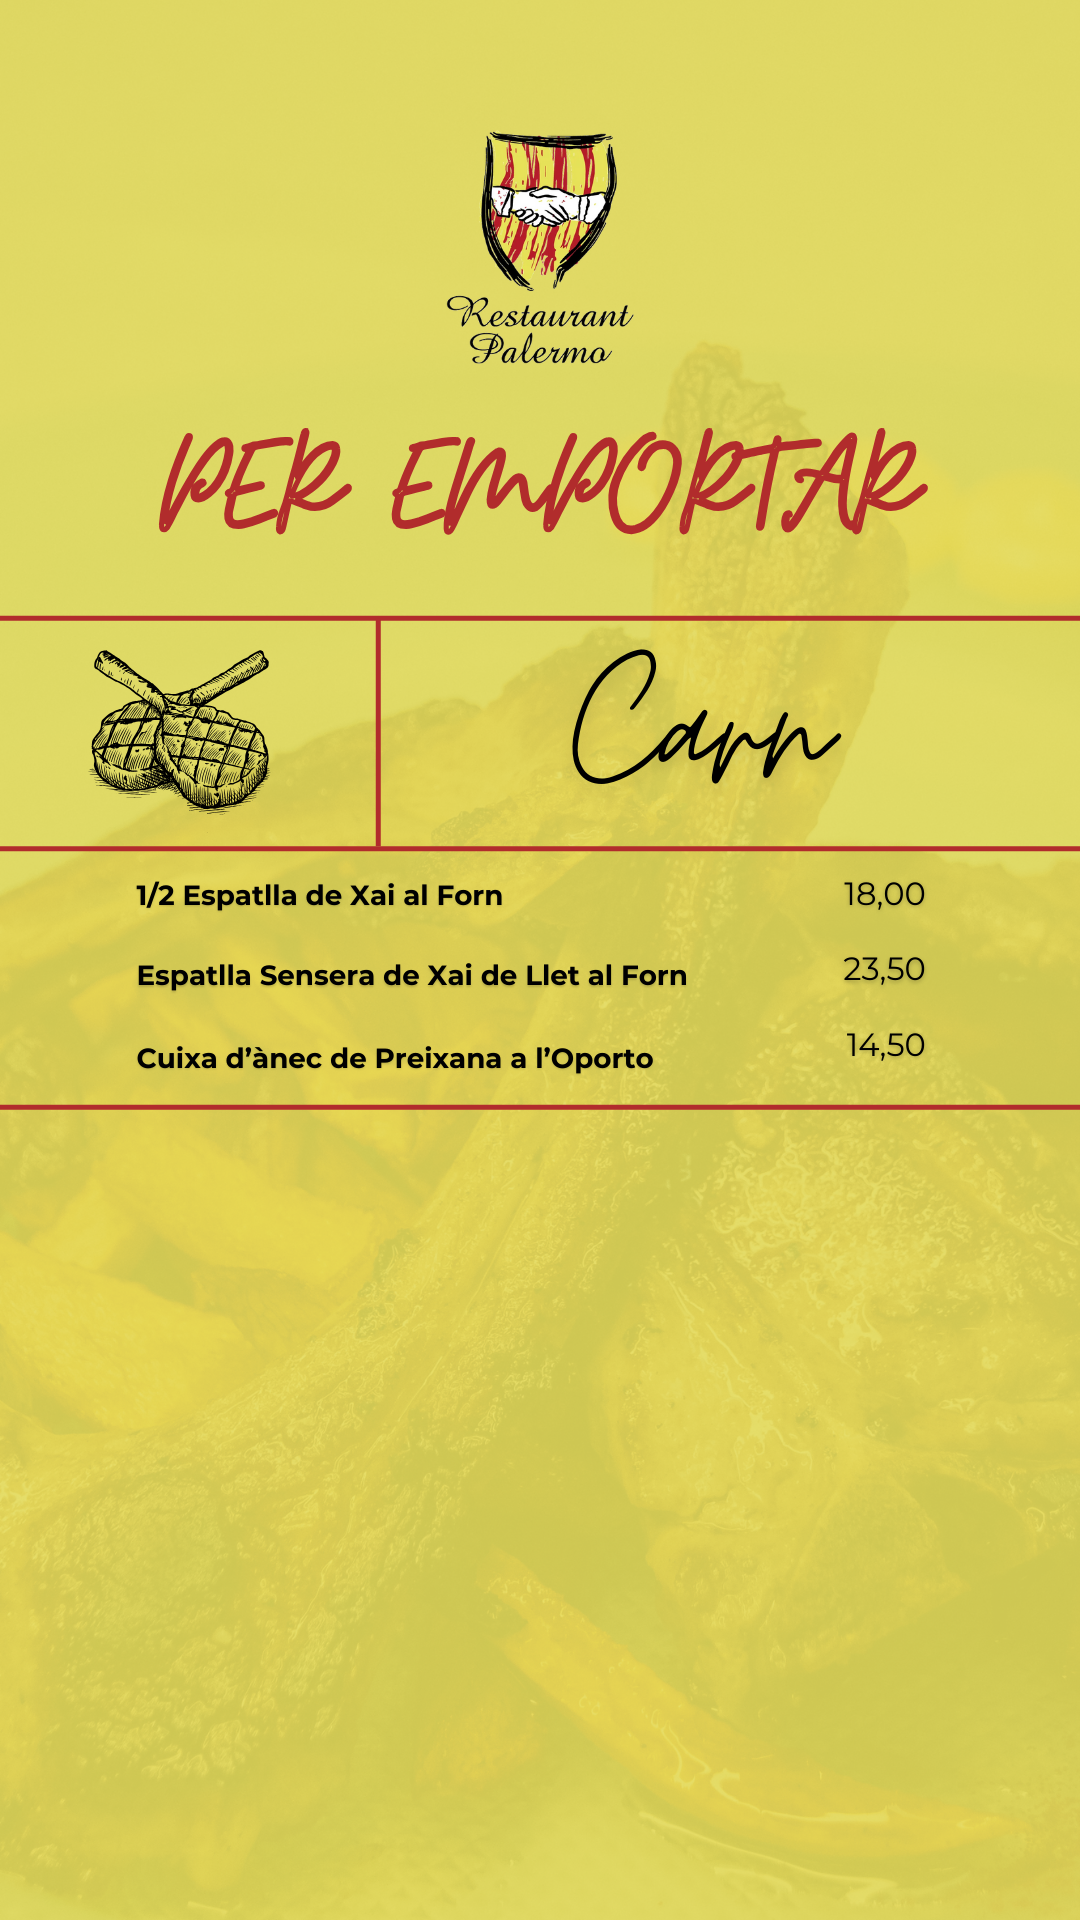 Restaurant
Palermo
PER EMPORTAR
Carn
1/2 Espatlla de Xai al Forn 18,00
Espatlla Sensera de Xai de Llet al Forn 23,50
Cuixa d’ànec de Preixana a l’Oporto 14,50